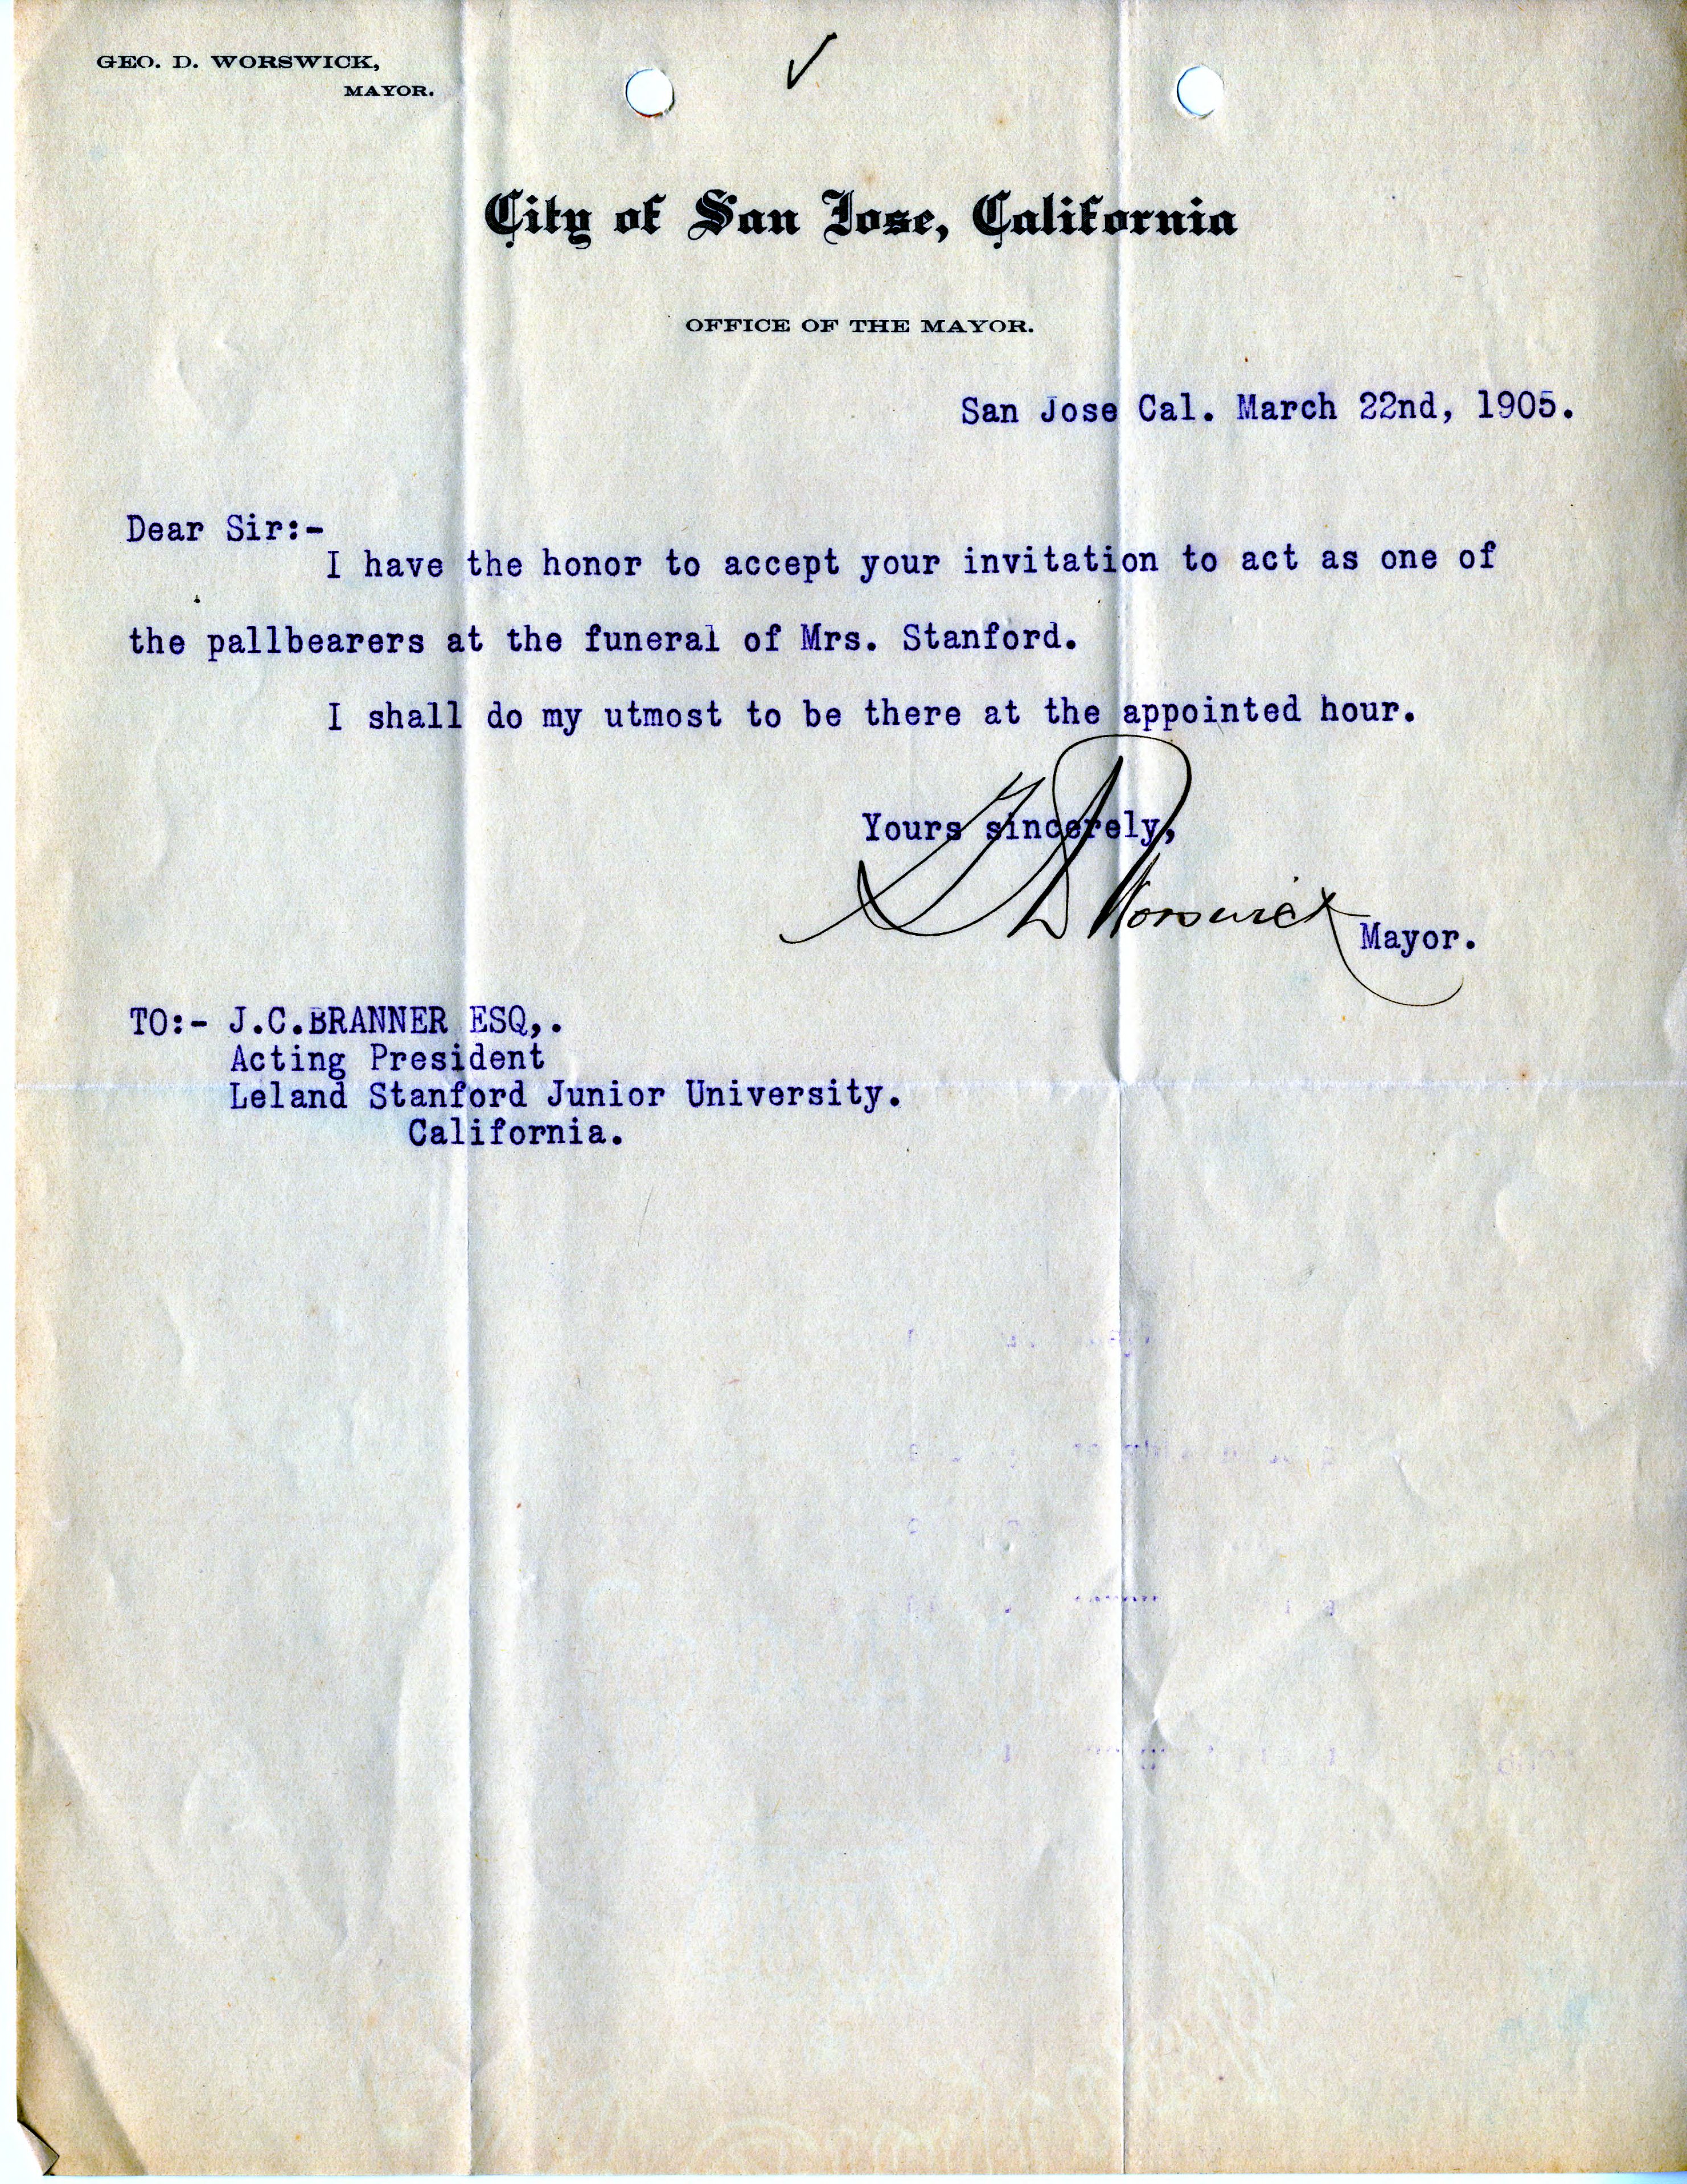 GEO. D. WORSWICK,
MAYOR.
City of San Jose, California
OFFICE OF THE MAYOR.
San Jose Cal. March 22nd, 1905.
Dear Sir:-
I have the honor to accept your invitation to act as one of
the pallbearers at the funeral of Mrs. Stanford.
I shall do my utmost to be there at the appointed hour.
Yours sincerely,
G D Worswick
Mayor.
TO:- J.C.BRANNER ESQ,.
Acting President
Leland Stanford Junior University.
California.